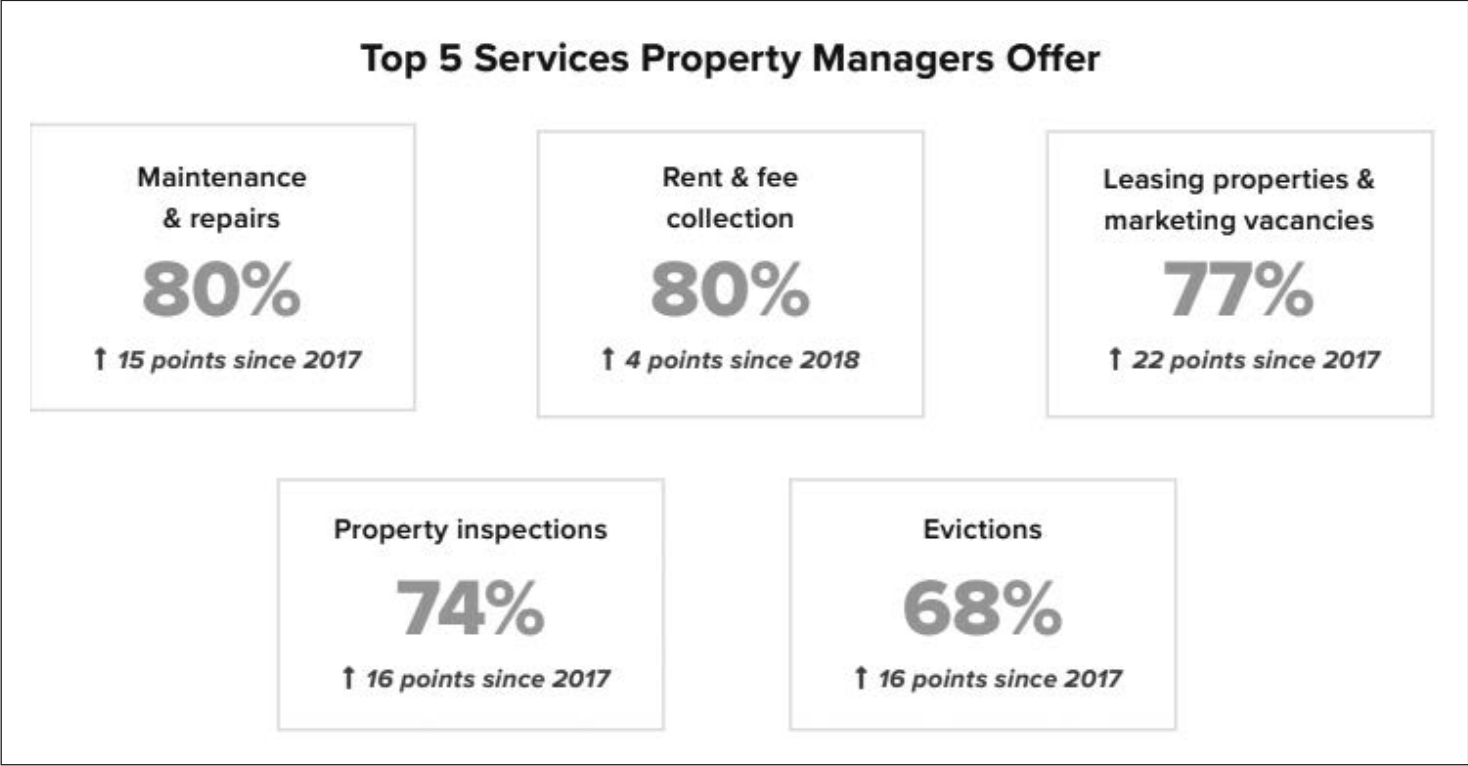 Top 5 Services Property Managers Offer
Maintenance
& repairs
80%
↑ 15 points since 2017
Rent & fee
collection
80%
↑ 4 points since 2018
Leasing properties &
marketing vacancies
77%
↑ 22 points since 2017
Property inspections
74%
↑ 16 points since 2017
Evictions
68%
↑ 16 points since 2017